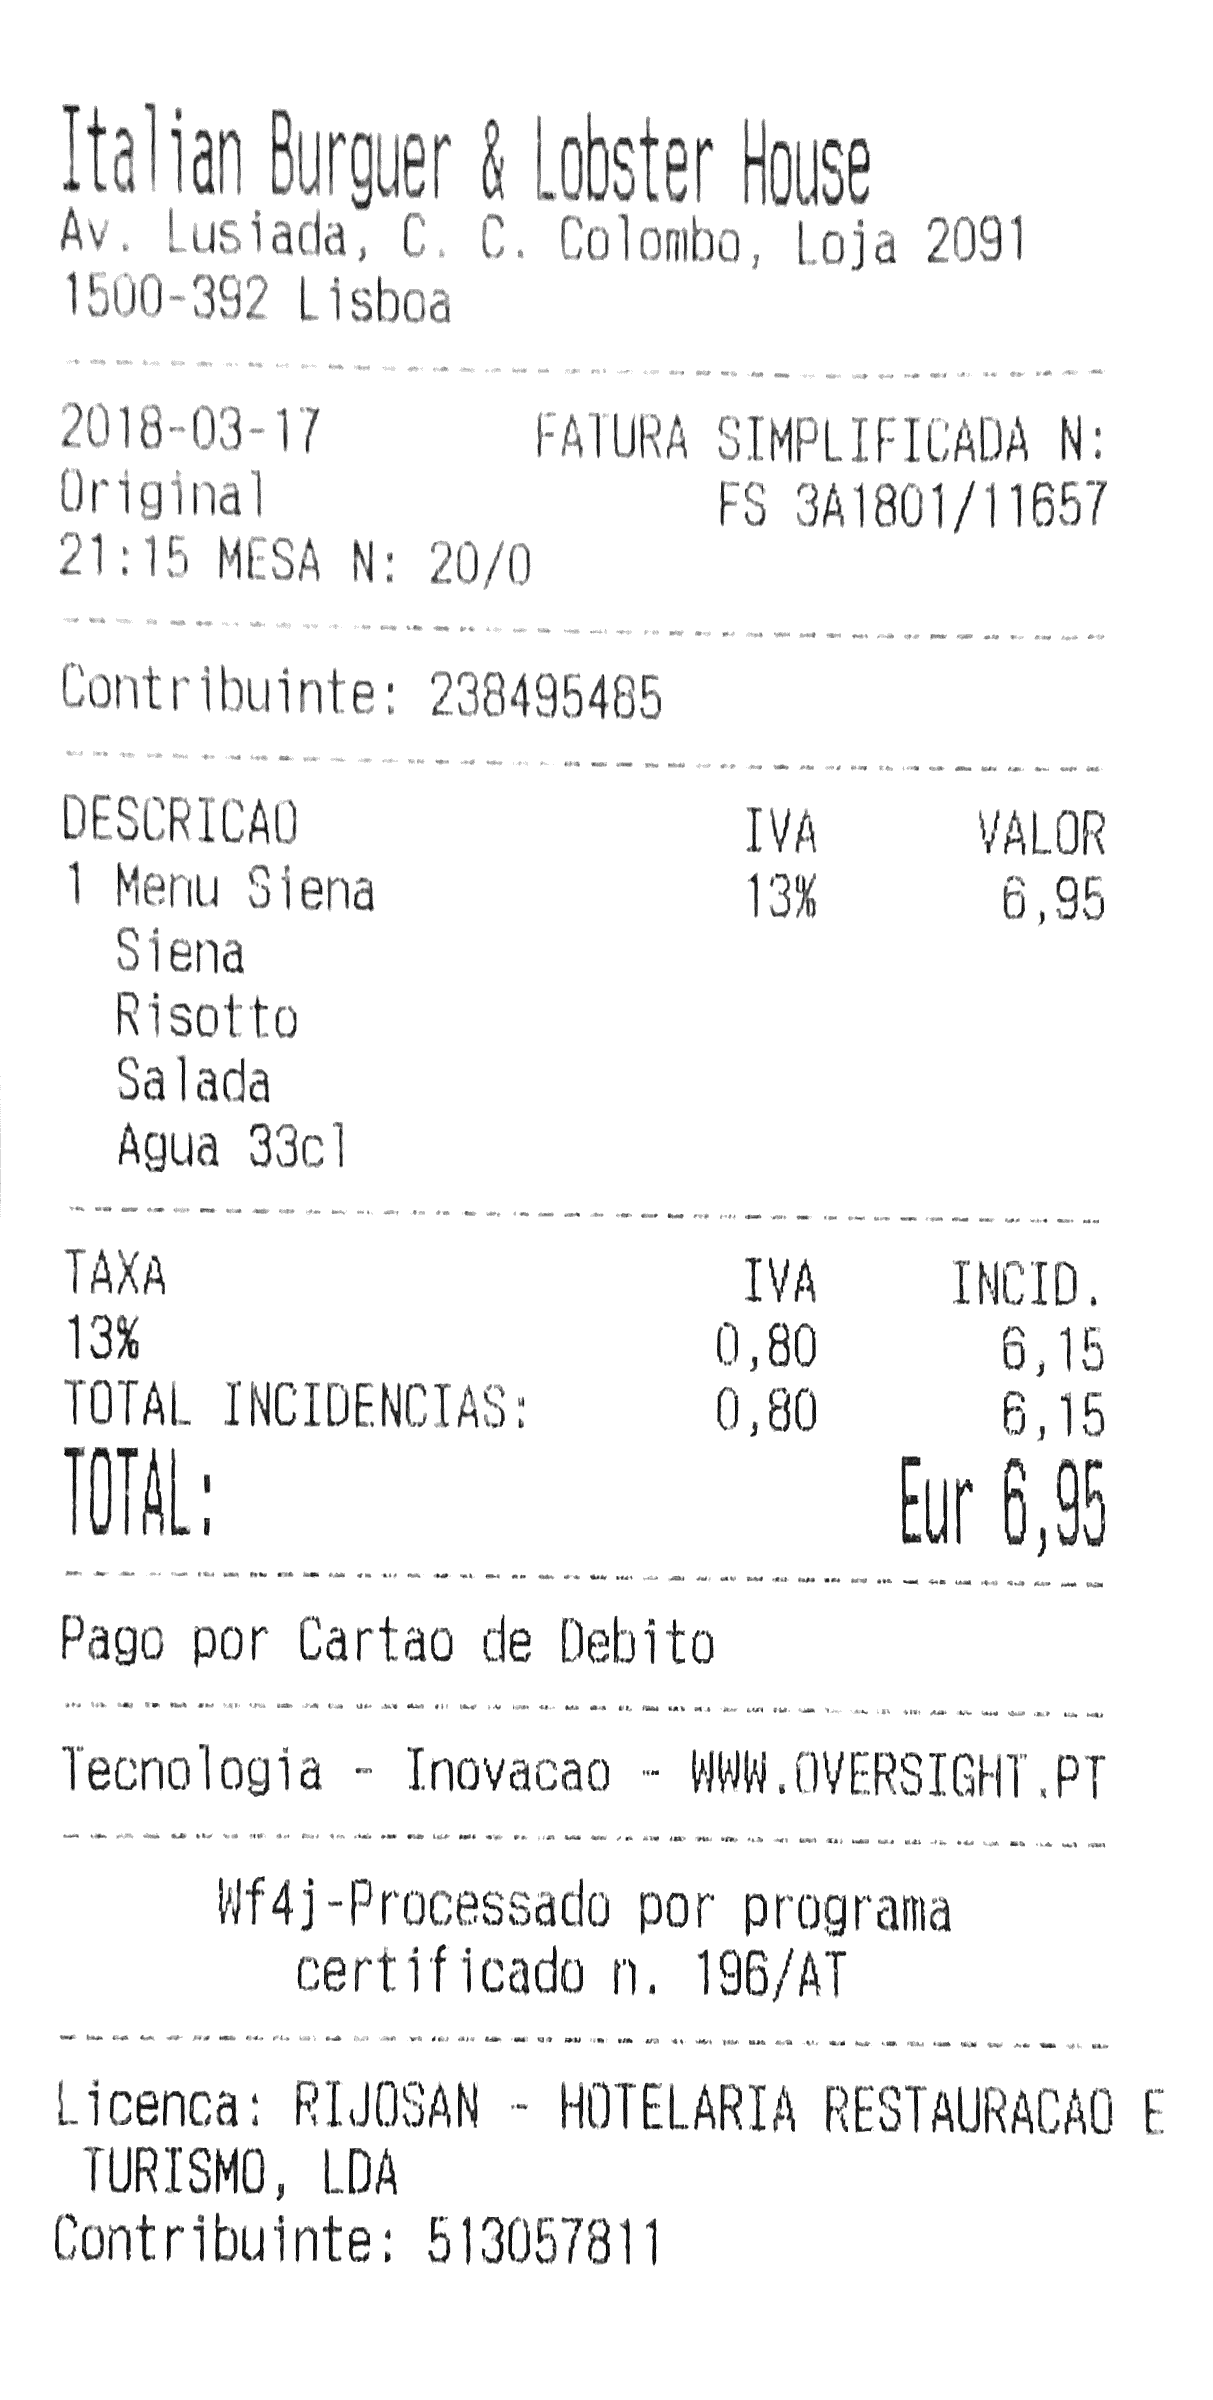 Italian Burguer & Lobster House
Av. Lusiada, C. C. Colombo, Loja 2091
1500-392 Lisboa
2018-03-17 FATURA SIMPLIFICADA N:
Original FS 3A1801/11657
21:15 MESA N: 20/0
Contribuinte: 238495485
DESCRICAO IVA VALOR
1 Menu Siena 13% 6,95
Siena
Risotto
Salada
Agua 33cl
TAXA IVA INCID.
13% 0,80 6,15
TOTAL INCIDENCIAS: 0,80 6,15
TOTAL: Eur 6,95
Pago por Cartao de Debito
Tecnologia - Inovacao - WWW.OVERSIGHT.PT
Wf4j-Processado por programa
certificado n. 196/AT
Licenca: RIJOSAN - HOTELARIA RESTAURACAO E
TURISMO, LDA
Contribuinte: 513057811